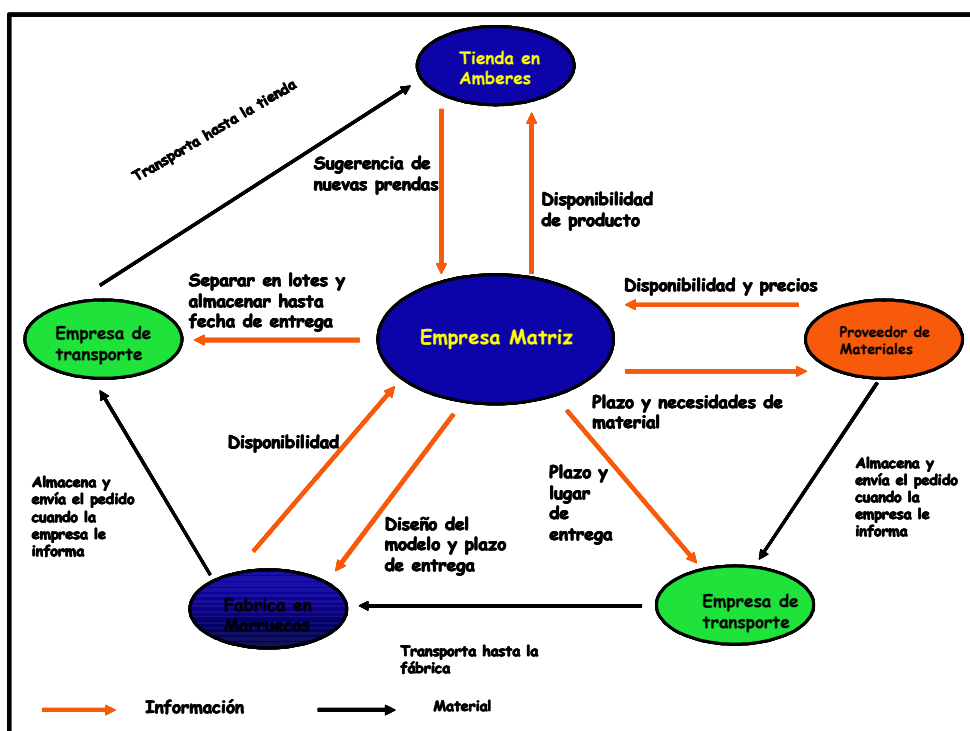 Tienda en
Amberes
Transporta hasta la tienda
Sugerencia de
nuevas prendas
Disponibilidad
de producto
Separar en lotes y
almacenar hasta
fecha de entrega
Disponibilidad y precios
Empresa de
transporte
Empresa Matriz
Proveedor de
Materiales
Plazo y necesidades de
material
Disponibilidad
Plazo y
lugar
de
entrega
Almacena y
envía el pedido
cuando la
empresa le
informa
Almacena y
envía el pedido
cuando la
empresa le
informa
Diseño del
modelo y plazo
de entrega
Fabrica en
Marruecos
Empresa de
transporte
Transporta hasta la
fábrica
Información
Material